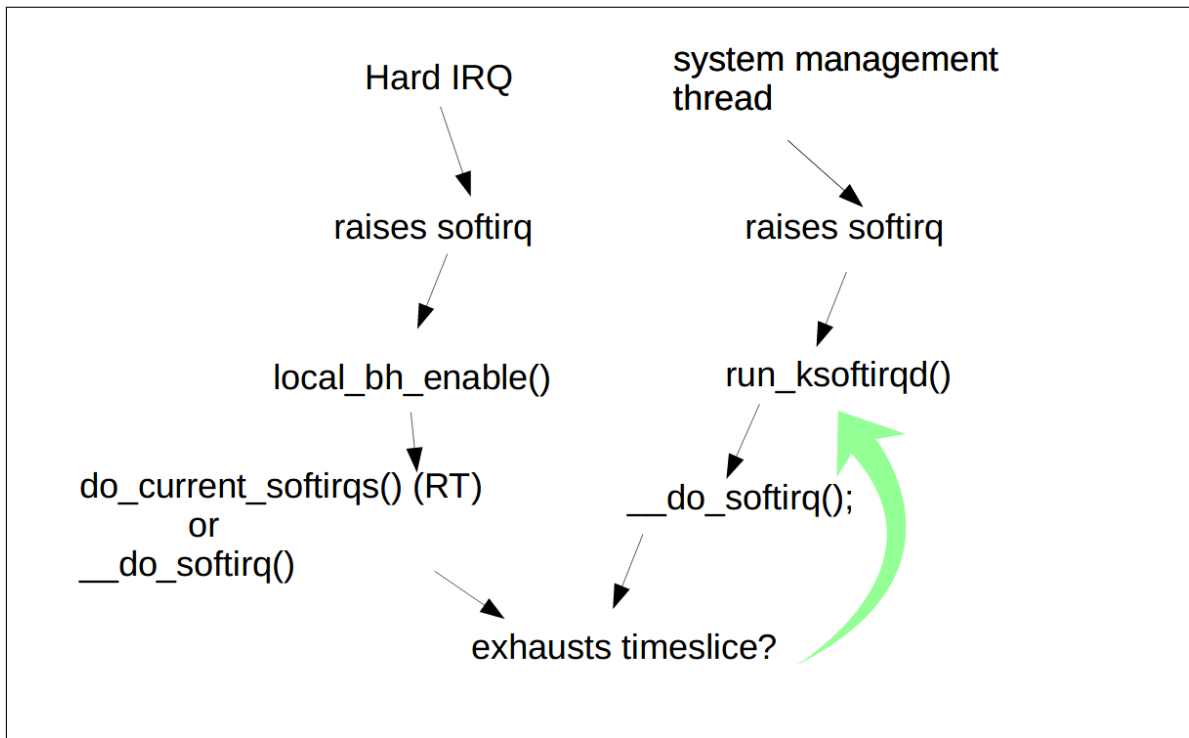 Hard IRQ
system management
thread
raises softirq
raises softirq
local_bh_enable()
run_ksoftirqd()
do_current_softirqs() (RT)
or
__do_softirq()
__do_softirq();
exhausts timeslice?